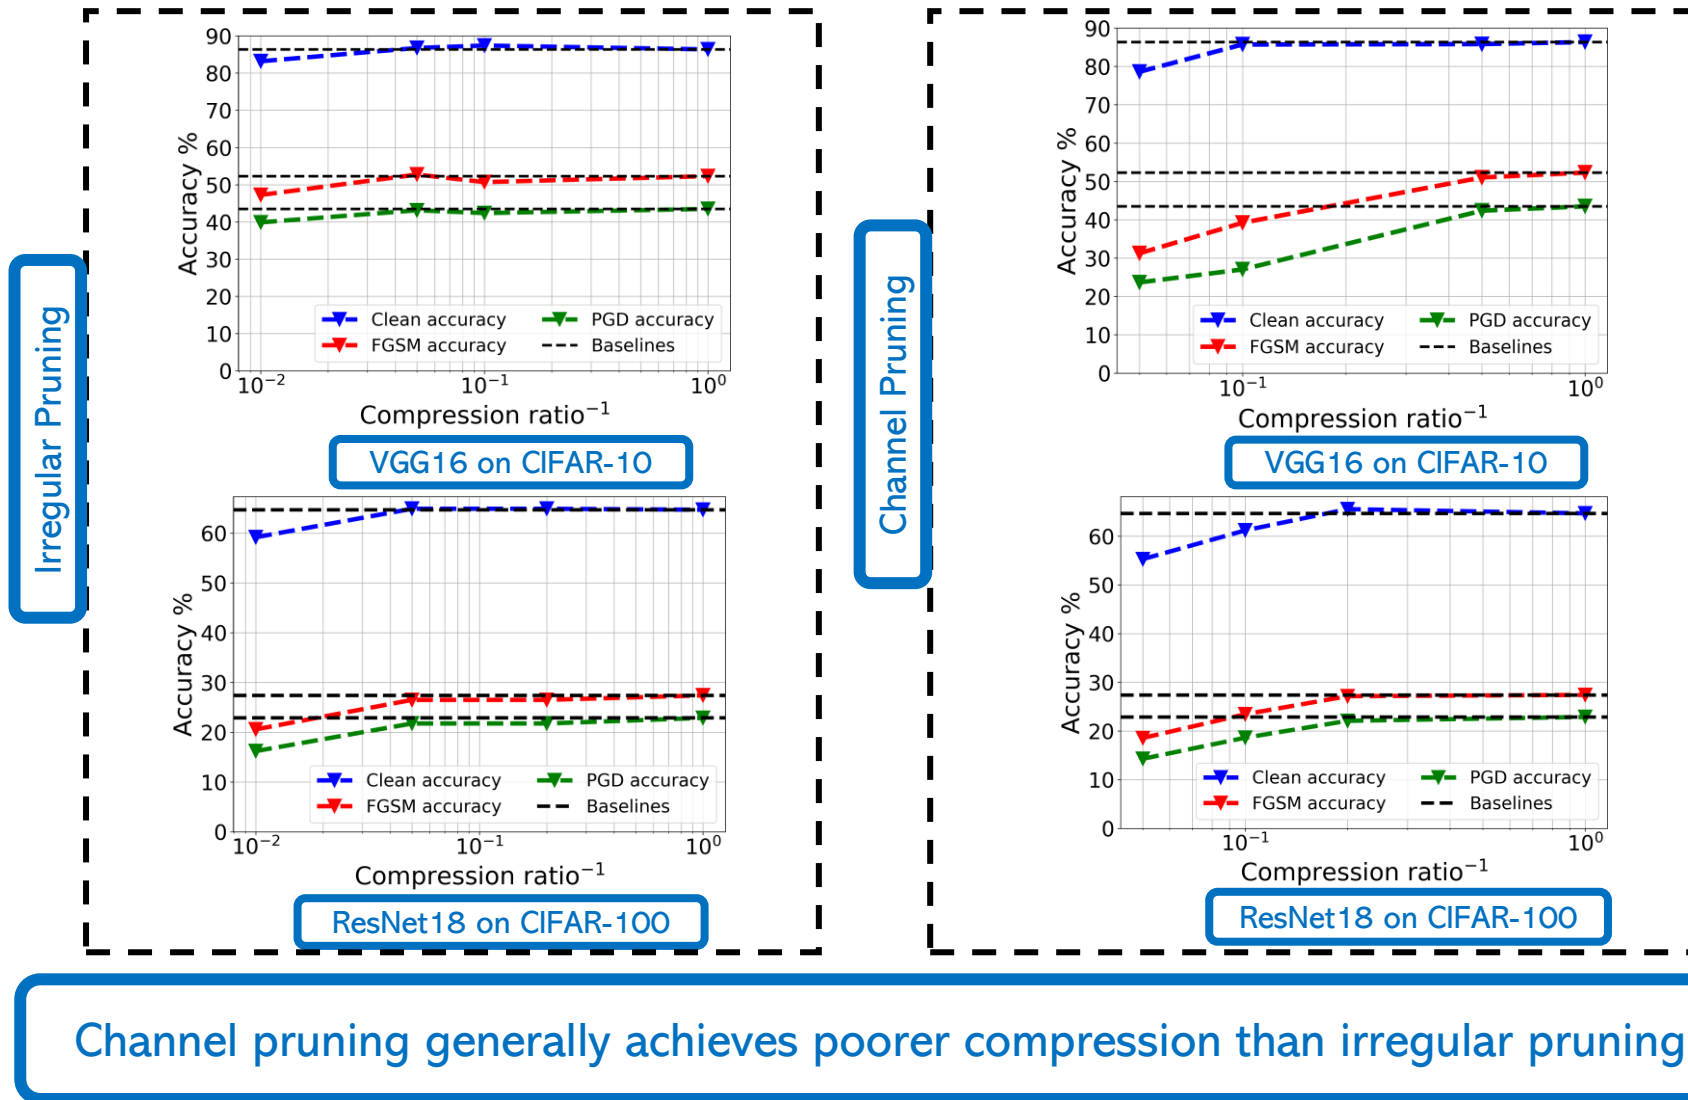 Irregular Pruning
90
80
70
60
50
40
30
20
10
0
Accuracy %
Clean accuracy
FGSM accuracy
PGD accuracy
Baselines
10⁻²
10⁻¹
10⁰
Compression ratio⁻¹
VGG16 on CIFAR-10
60
50
40
30
20
10
0
Accuracy %
Clean accuracy
FGSM accuracy
PGD accuracy
Baselines
10⁻²
10⁻¹
10⁰
Compression ratio⁻¹
ResNet18 on CIFAR-100
Channel Pruning
90
80
70
60
50
40
30
20
10
0
Accuracy %
Clean accuracy
FGSM accuracy
PGD accuracy
Baselines
10⁻¹
10⁰
Compression ratio⁻¹
VGG16 on CIFAR-10
60
50
40
30
20
10
0
Accuracy %
Clean accuracy
FGSM accuracy
PGD accuracy
Baselines
10⁻¹
10⁰
Compression ratio⁻¹
ResNet18 on CIFAR-100
Channel pruning generally achieves poorer compression than irregular pruning